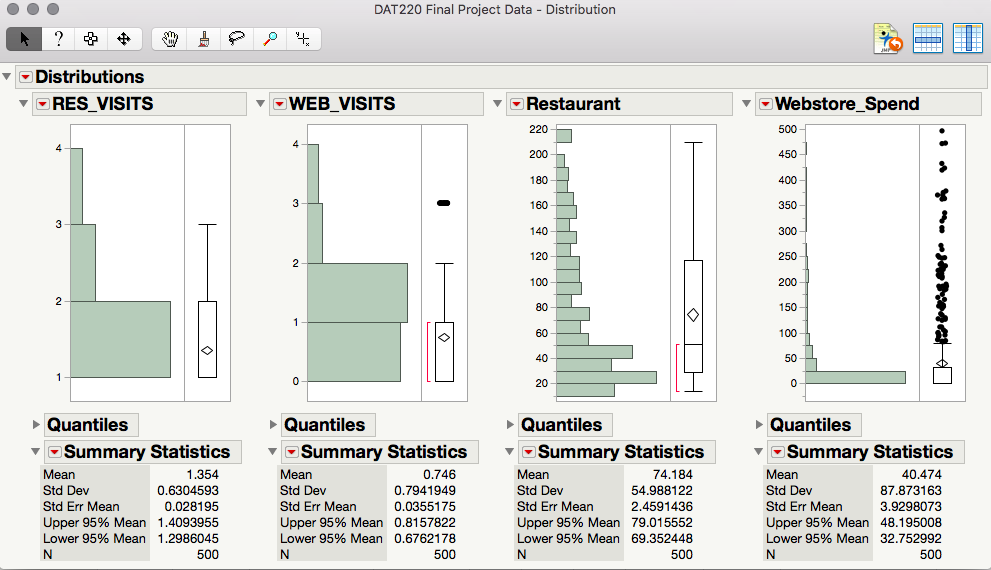 DAT220 Final Project Data - Distribution
?
JMP
Distributions
RES_VISITS
4
3
2
1
Quantiles
Summary Statistics
Mean 1.354
Std Dev 0.6304593
Std Err Mean 0.028195
Upper 95% Mean 1.4093955
Lower 95% Mean 1.2986045
N 500
WEB_VISITS
4
3
2
1
0
Quantiles
Summary Statistics
Mean 0.746
Std Dev 0.7941949
Std Err Mean 0.0355175
Upper 95% Mean 0.8157822
Lower 95% Mean 0.6762178
N 500
Restaurant
220
200
180
160
140
120
100
80
60
40
20
Quantiles
Summary Statistics
Mean 74.184
Std Dev 54.988122
Std Err Mean 2.4591436
Upper 95% Mean 79.015552
Lower 95% Mean 69.352448
N 500
Webstore_Spend
500
450
400
350
300
250
200
150
100
50
0
Quantiles
Summary Statistics
Mean 40.474
Std Dev 87.873163
Std Err Mean 3.9298073
Upper 95% Mean 48.195008
Lower 95% Mean 32.752992
N 500